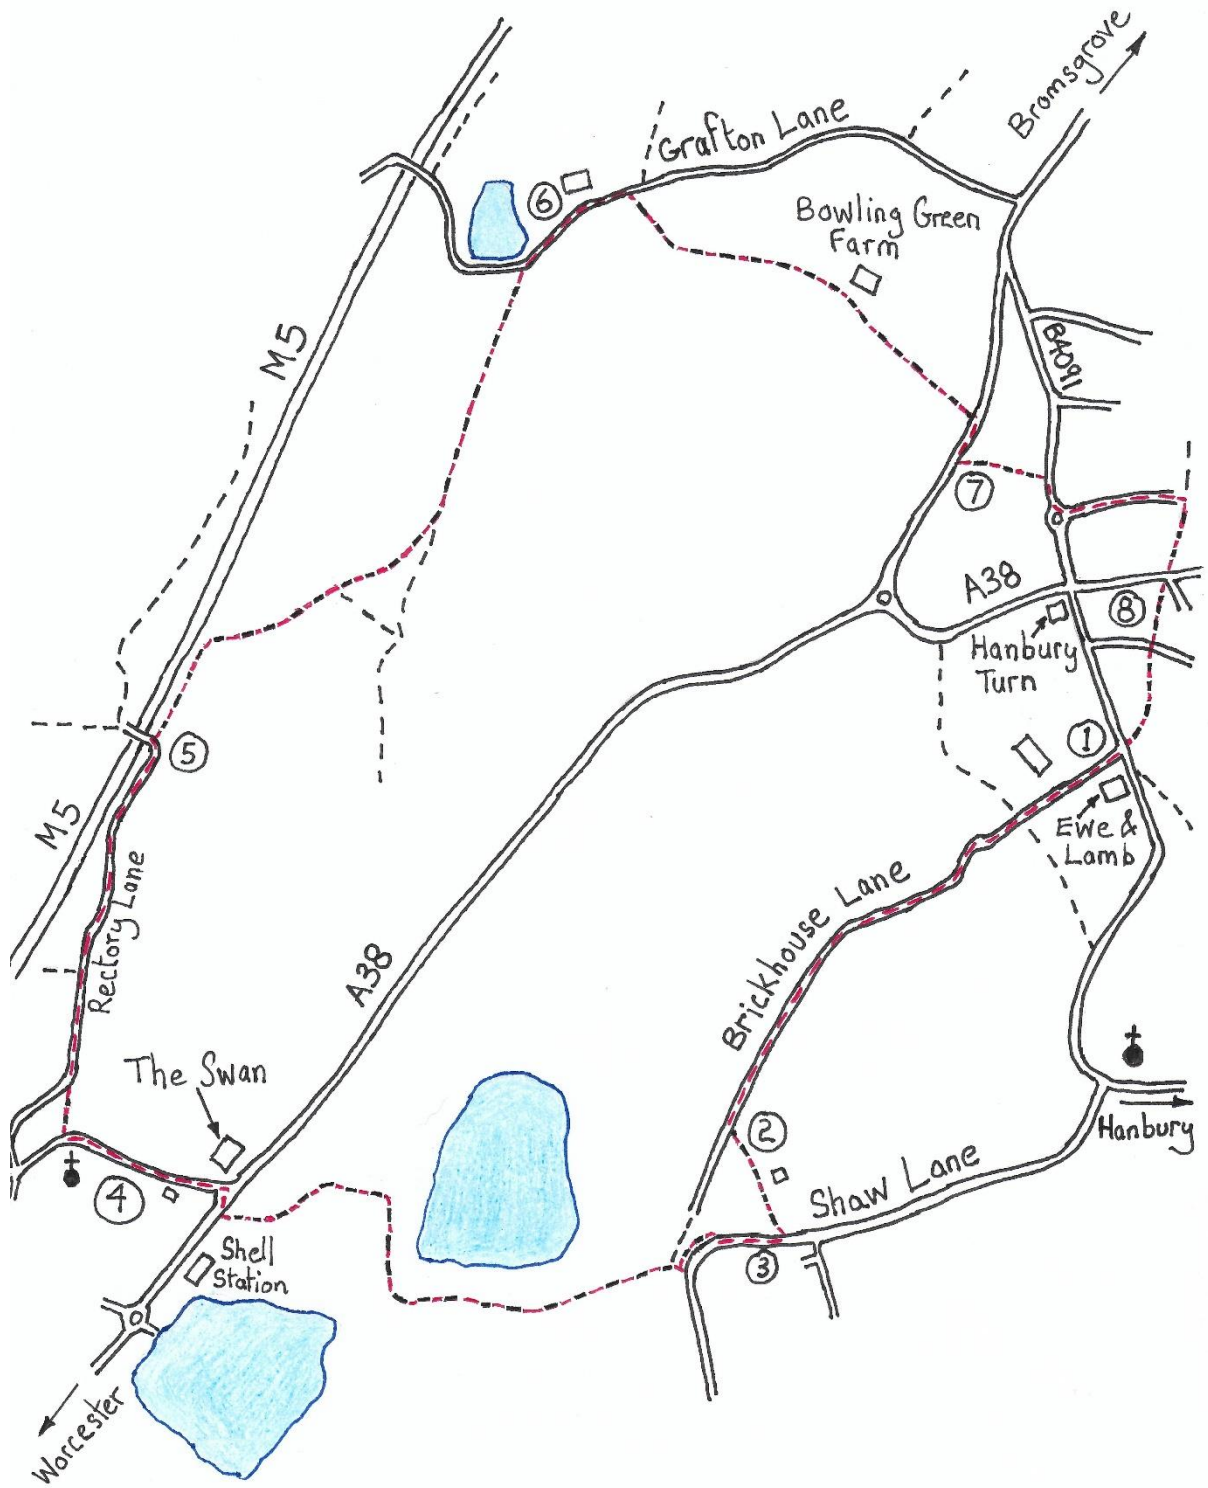 Bromsgrove
Grafton Lane
6
Bowling Green
Farm
M5
B4091
7
A38
8
Hanbury
Turn
1
5
M5
Ewe &
Lamb
Rectory Lane
Brickhouse Lane
A38
The Swan
2
Hanbury
4
Shaw Lane
3
Shell
Station
Worcester